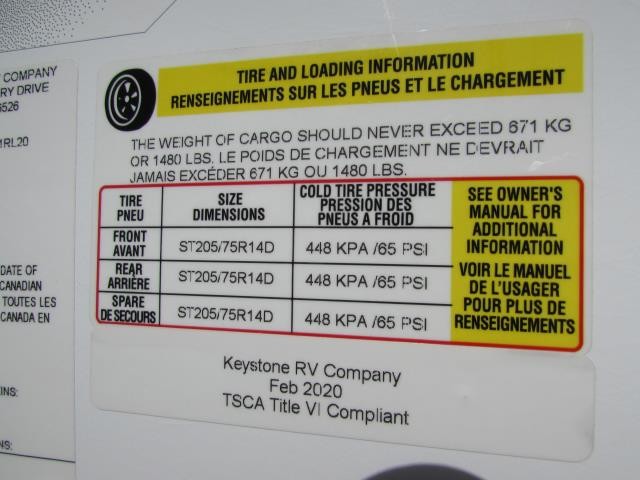 Y COMPANY
RY DRIVE
6526
1RL20
DATE OF
CANADIAN
TOUTES LES
CANADA EN
INS:
NS:
TIRE AND LOADING INFORMATION
RENSEIGNEMENTS SUR LES PNEUS ET LE CHARGEMENT
THE WEIGHT OF CARGO SHOULD NEVER EXCEED 671 KG
OR 1480 LBS. LE POIDS DE CHARGEMENT NE DEVRAIT
JAMAIS EXCÉDER 671 KG OU 1480 LBS.
TIRE
PNEU
SIZE
DIMENSIONS
COLD TIRE PRESSURE
PRESSION DES
PNEUS A FROID
FRONT
AVANT
ST205/75R14D
448 KPA /65 PSI
REAR
ARRIÈRE
ST205/75R14D
448 KPA /65 PSI
SPARE
DE SECOURS
ST205/75R14D
448 KPA /65 PSI
SEE OWNER'S
MANUAL FOR
ADDITIONAL
INFORMATION
VOIR LE MANUEL
DE L'USAGER
POUR PLUS DE
RENSEIGNEMENTS
Keystone RV Company
Feb 2020
TSCA Title VI Compliant